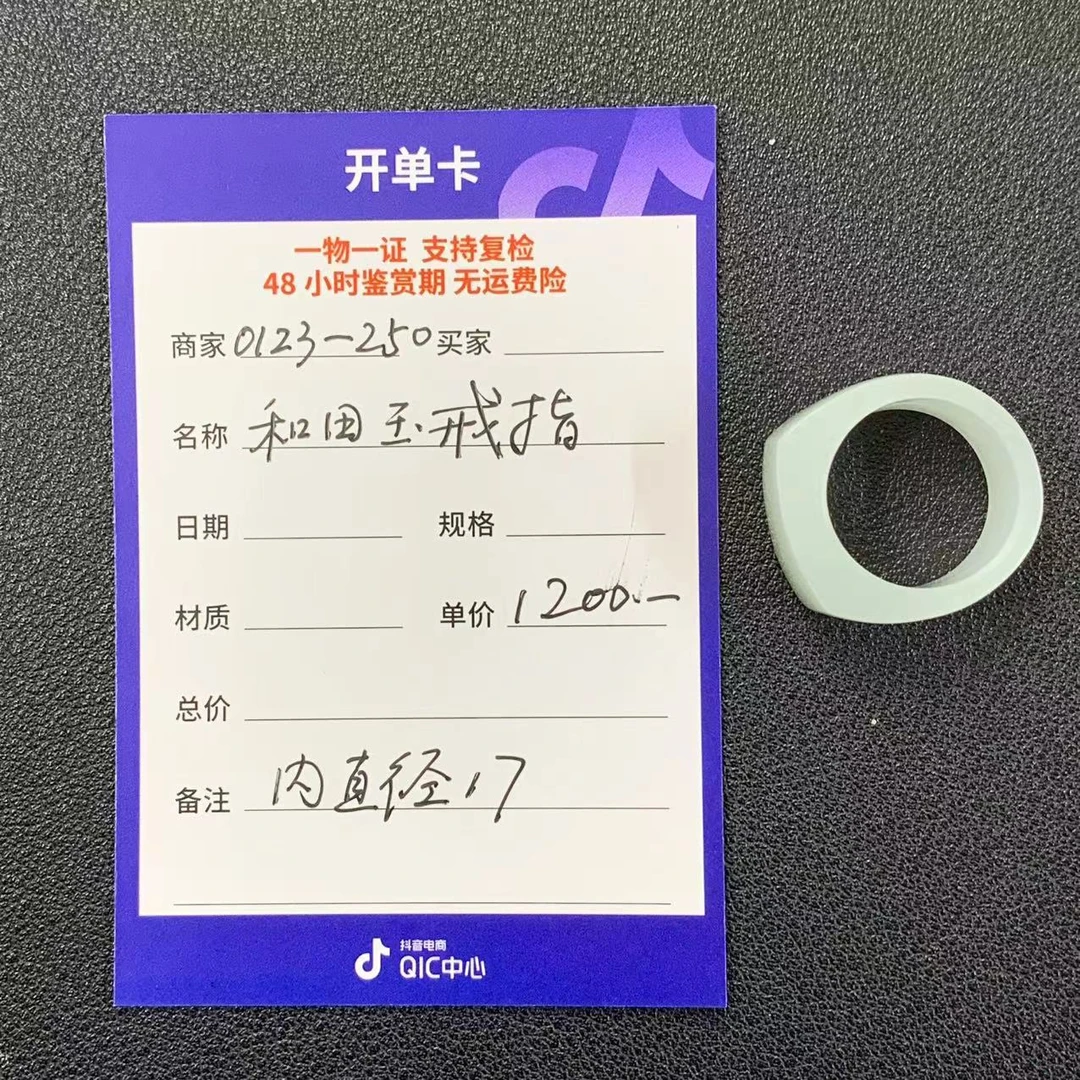 开单卡
一物一证 支持复检
48 小时鉴赏期 无运费险
商家 0123-250 买家
名称 和田玉戒指
日期 规格
材质 单价 1200.-
总价
备注 内直径17
抖音电商
QIC中心